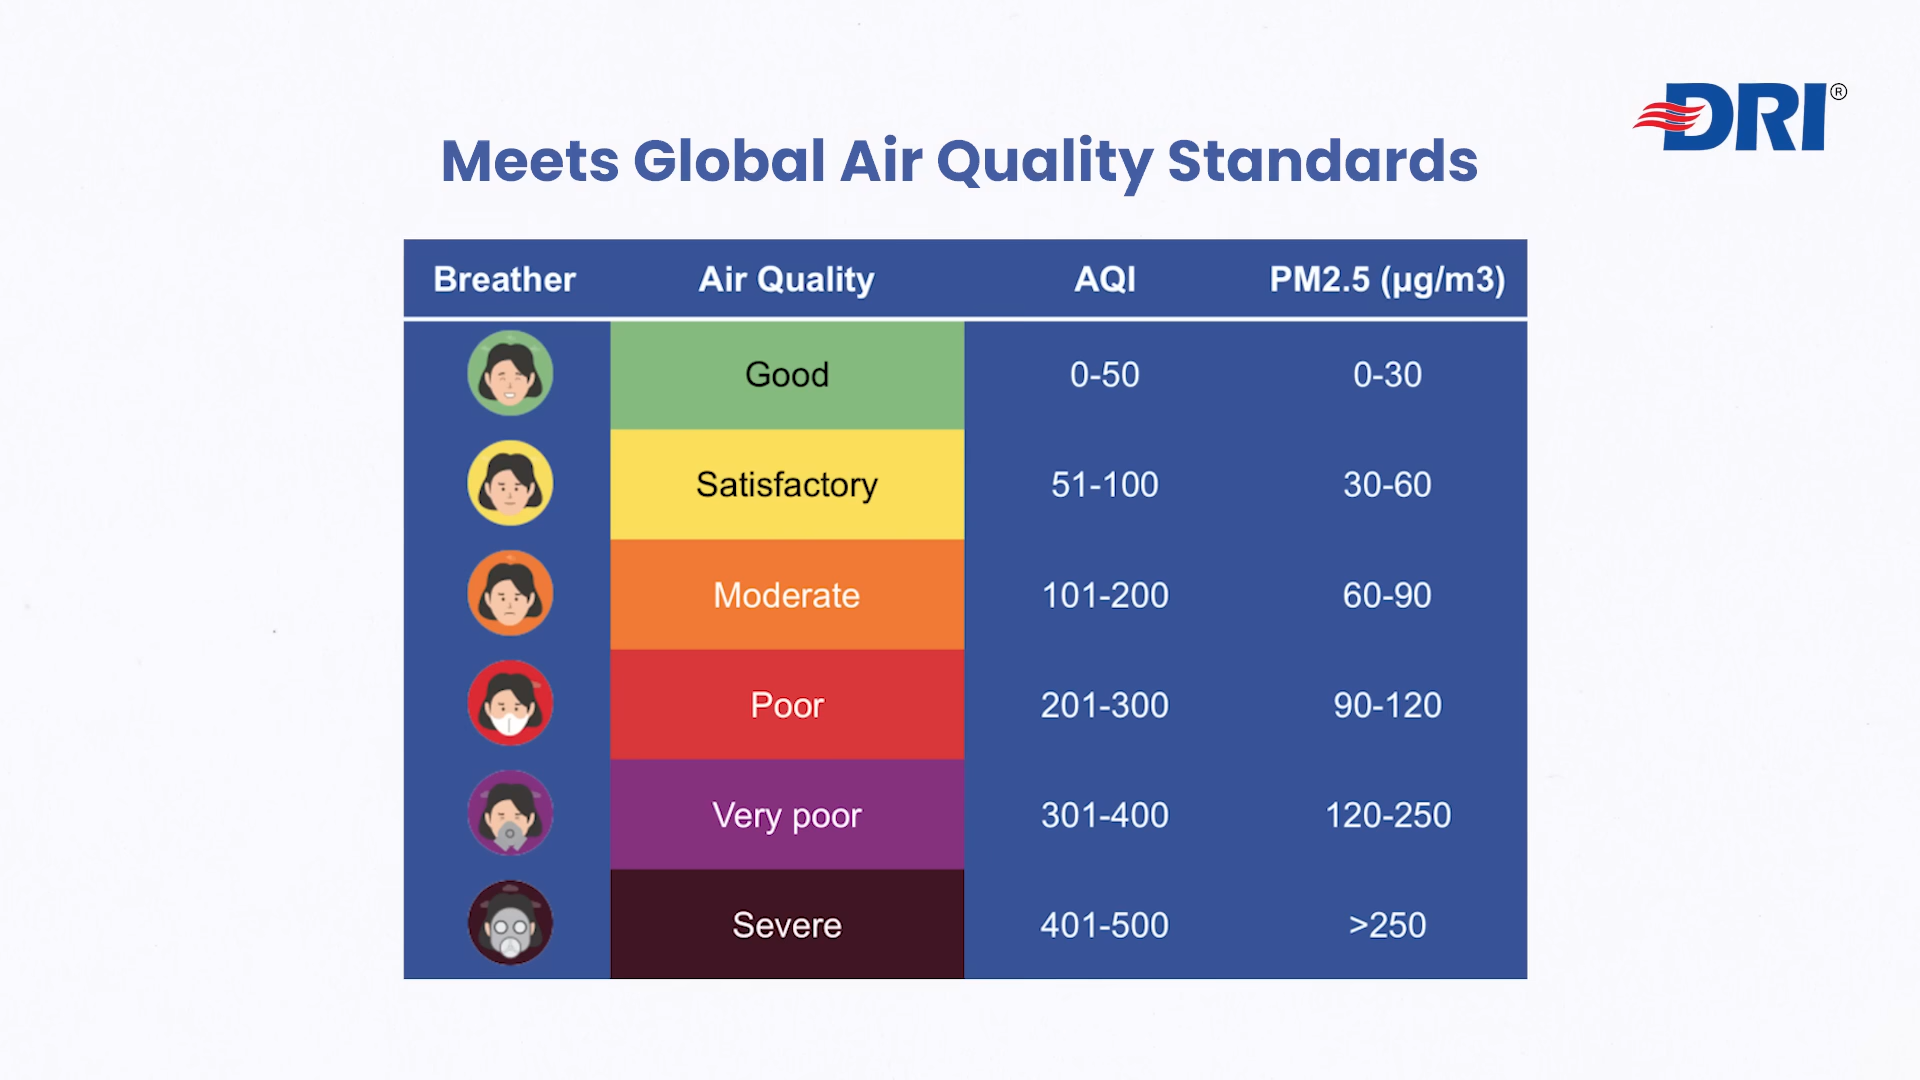 DRI®
Meets Global Air Quality Standards
Breather Air Quality AQI PM2.5 (µg/m3)
Good 0-50 0-30
Satisfactory 51-100 30-60
Moderate 101-200 60-90
Poor 201-300 90-120
Very poor 301-400 120-250
Severe 401-500 >250